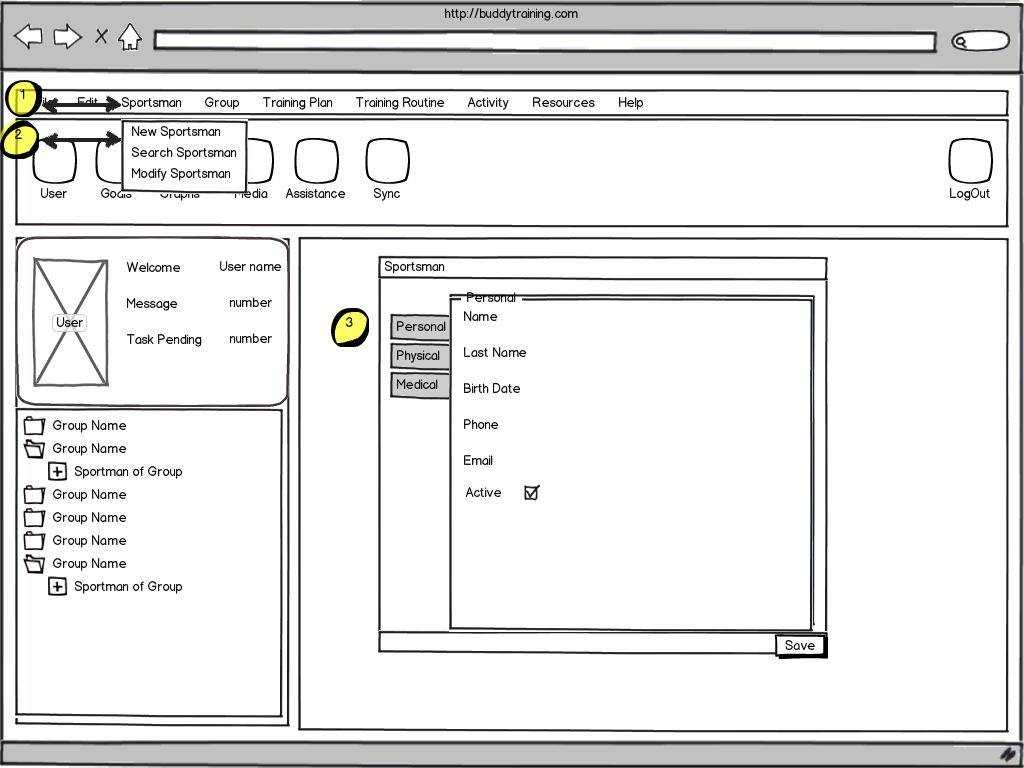 http://buddytraining.com
1
Edit Sportsman Group Training Plan Training Routine Activity Resources Help
2
New Sportsman
Search Sportsman
Modify Sportsman
User Goals Graphs Media Assistance Sync LogOut
Welcome User name
Message number
User
Task Pending number
Group Name
Group Name
Sportman of Group
Group Name
Group Name
Group Name
Group Name
Sportman of Group
Sportsman
3
Personal
Personal
Physical
Medical
Name
Last Name
Birth Date
Phone
Email
Active
Save